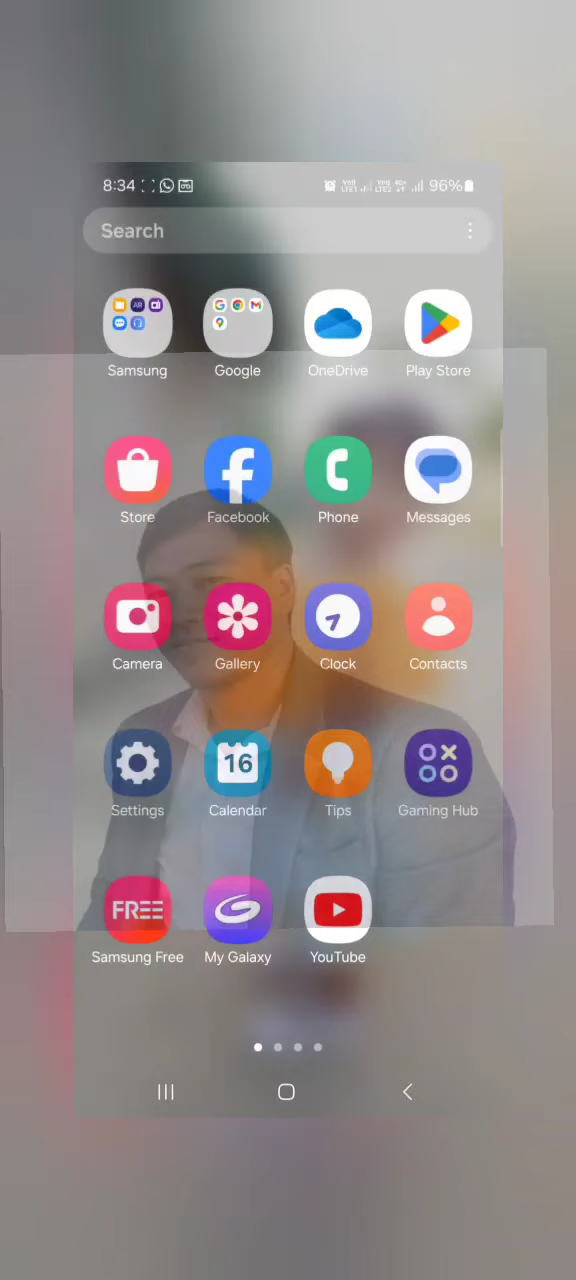 8:34 96%
Search
Samsung Google OneDrive Play Store
Store Facebook Phone Messages
Camera Gallery Clock Contacts
16
Settings Calendar Tips Gaming Hub
FREE
Samsung Free My Galaxy YouTube